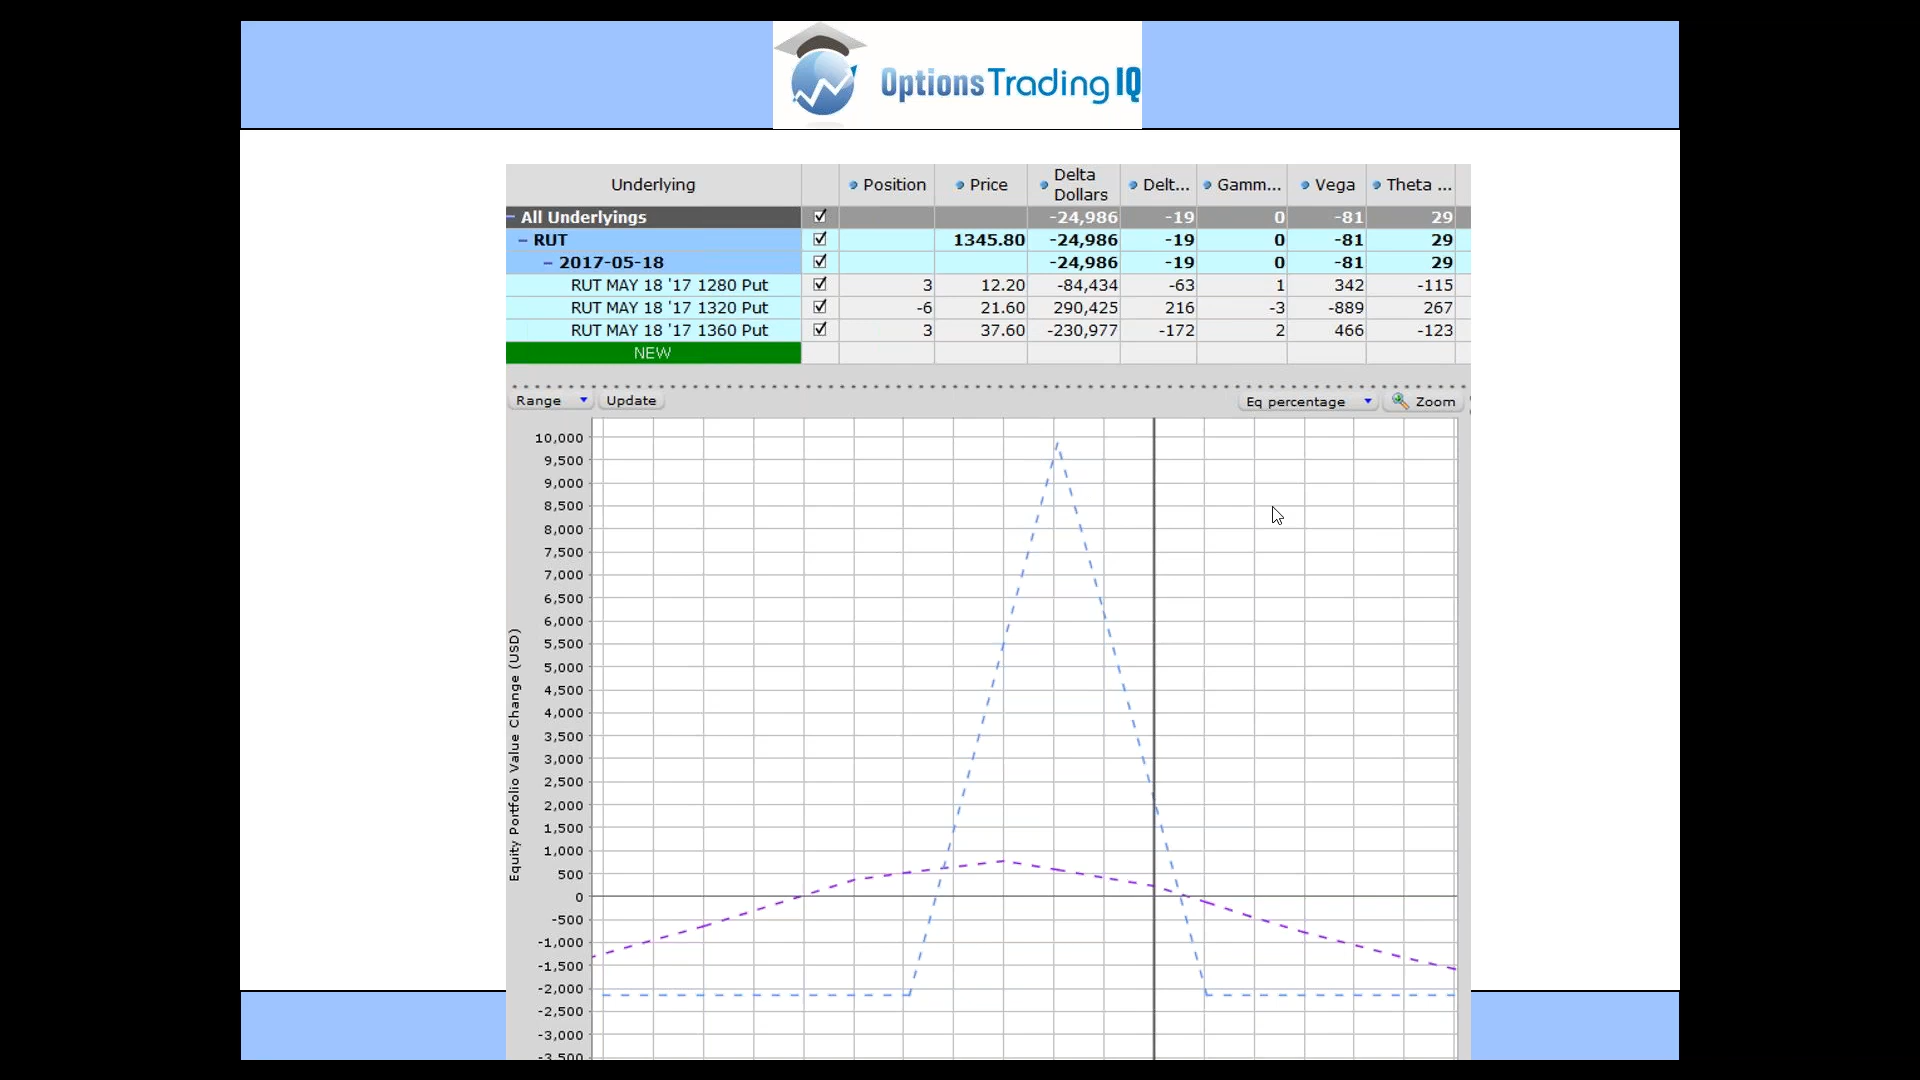 Options Trading IQ
Underlying Position Price Delta Dollars Delt... Gamm... Vega Theta ...
All Underlyings -24,986 -19 0 -81 29
RUT 1345.80 -24,986 -19 0 -81 29
2017-05-18 -24,986 -19 0 -81 29
RUT MAY 18 '17 1280 Put 3 12.20 -84,434 -63 1 342 -115
RUT MAY 18 '17 1320 Put -6 21.60 290,425 216 -3 -889 267
RUT MAY 18 '17 1360 Put 3 37.60 -230,977 -172 2 466 -123
NEW
Range Update Eq percentage Zoom
Equity Portfolio Value Change (USD)
10,000
9,500
9,000
8,500
8,000
7,500
7,000
6,500
6,000
5,500
5,000
4,500
4,000
3,500
3,000
2,500
2,000
1,500
1,000
500
0
-500
-1,000
-1,500
-2,000
-2,500
-3,000
-3,500